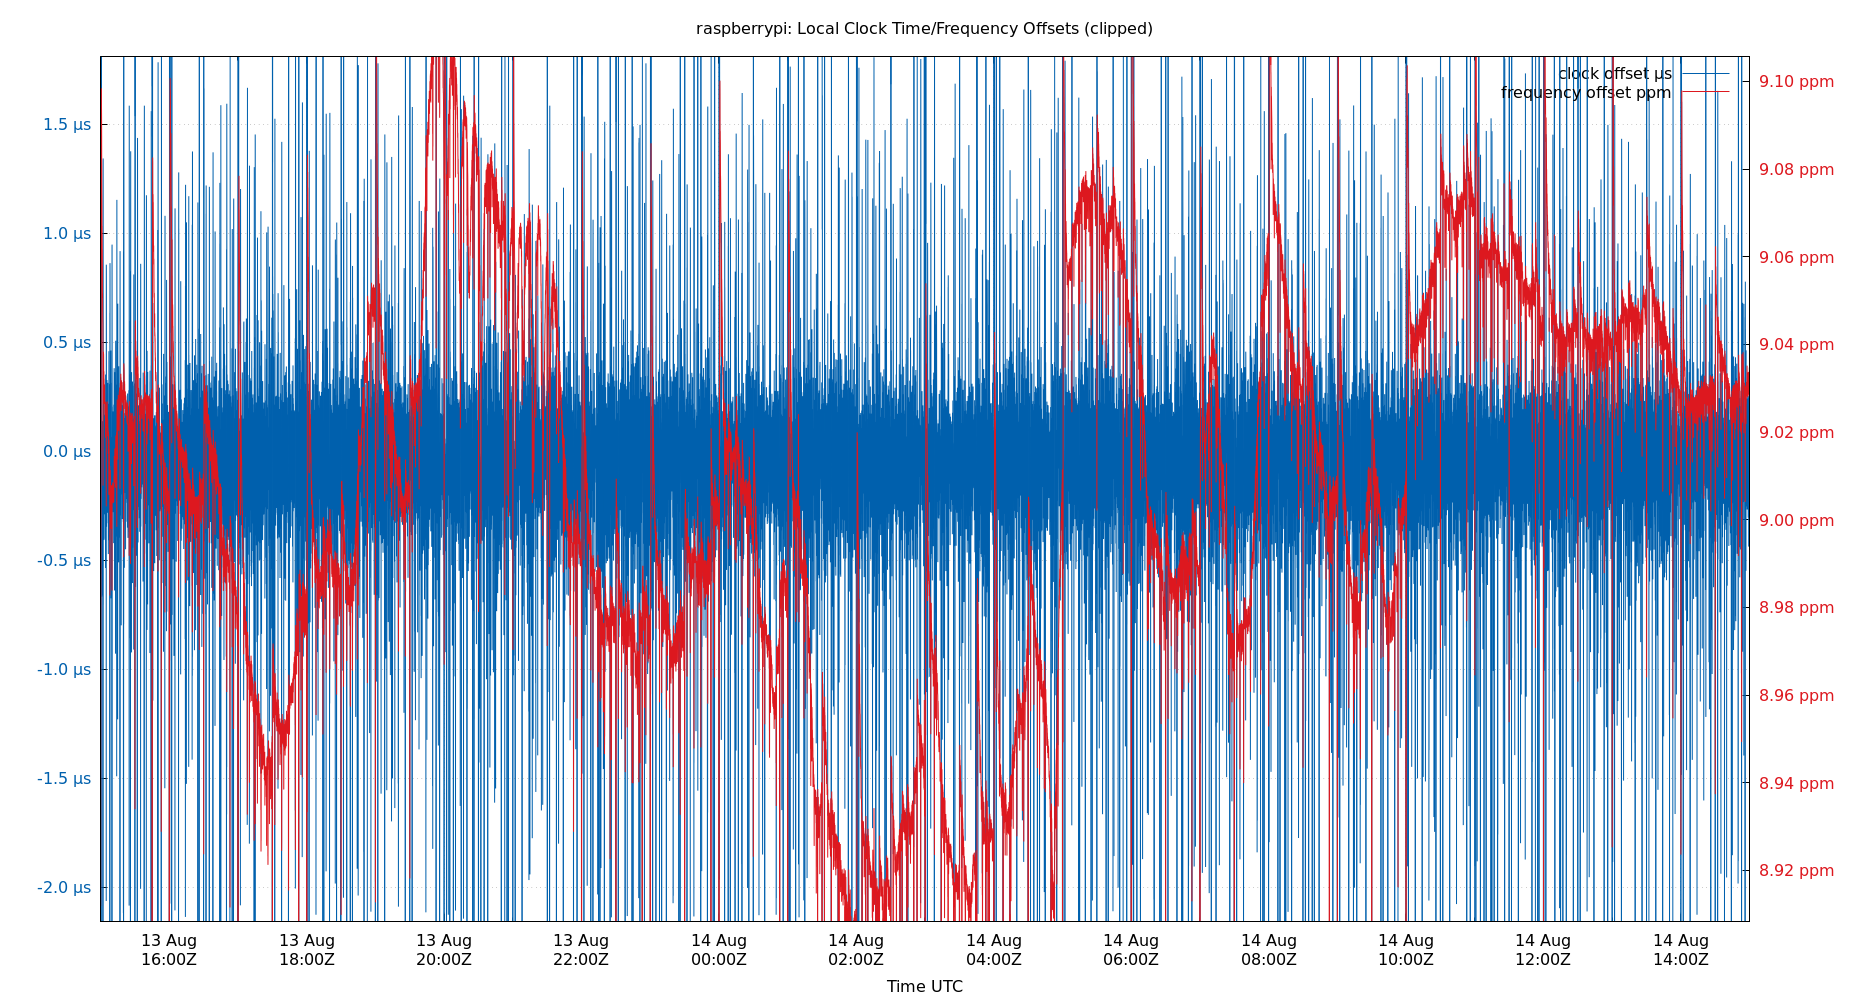 raspberrypi: Local Clock Time/Frequency Offsets (clipped)
clock offset µs
frequency offset ppm
1.5 µs
1.0 µs
0.5 µs
0.0 µs
-0.5 µs
-1.0 µs
-1.5 µs
-2.0 µs
9.10 ppm
9.08 ppm
9.06 ppm
9.04 ppm
9.02 ppm
9.00 ppm
8.98 ppm
8.96 ppm
8.94 ppm
8.92 ppm
13 Aug 13 Aug 13 Aug 13 Aug 14 Aug 14 Aug 14 Aug 14 Aug 14 Aug 14 Aug 14 Aug 14 Aug
16:00Z 18:00Z 20:00Z 22:00Z 00:00Z 02:00Z 04:00Z 06:00Z 08:00Z 10:00Z 12:00Z 14:00Z
Time UTC